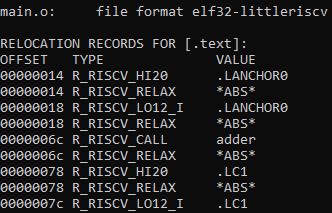 main.o:     file format elf32-littleriscv

RELOCATION RECORDS FOR [.text]:
OFFSET   TYPE              VALUE
00000014 R_RISCV_HI20      .LANCHOR0
00000014 R_RISCV_RELAX     *ABS*
00000018 R_RISCV_LO12_I    .LANCHOR0
00000018 R_RISCV_RELAX     *ABS*
0000006c R_RISCV_CALL      adder
0000006c R_RISCV_RELAX     *ABS*
00000078 R_RISCV_HI20      .LC1
00000078 R_RISCV_RELAX     *ABS*
0000007c R_RISCV_LO12_I    .LC1